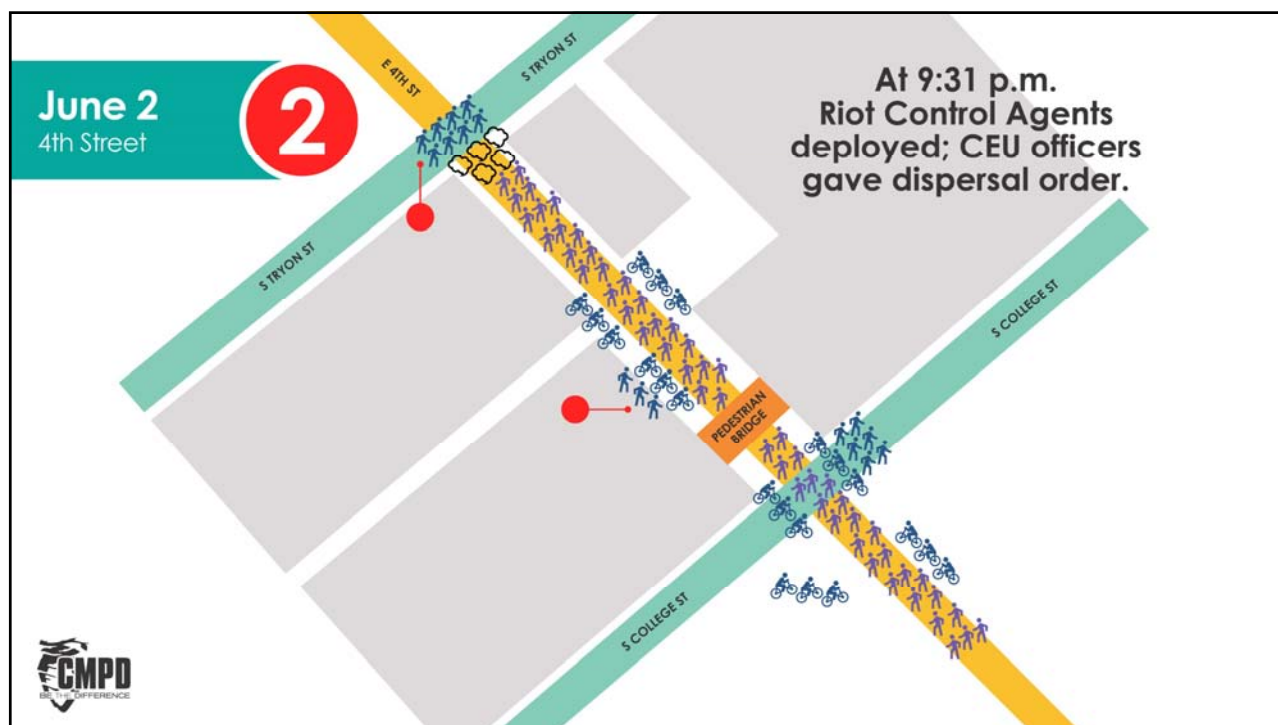 June 2
4th Street
2
At 9:31 p.m.
Riot Control Agents
deployed; CEU officers
gave dispersal order.
E 4TH ST
S TRYON ST
S TRYON ST
S COLLEGE ST
PEDESTRIAN
BRIDGE
S COLLEGE ST
CMPD
BE THE DIFFERENCE